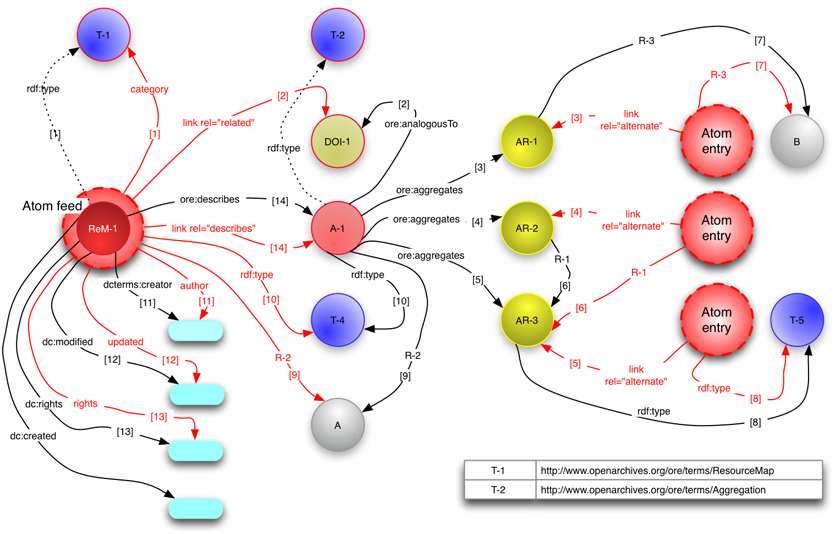 T-1
T-2
R-3
[7]
[7]
R-3
rdf:type
category
[2]
[2]
link rel="related"
ore:analogousTo
[3]
link
rel="alternate"
Atom
entry
[1]
[1]
DOI-1
rdf:type
AR-1
B
[3]
Atom feed
ore:describes
[14]
ore:aggregates
ReM-1
link rel="describes"
[14]
A-1
ore:aggregates
[4]
AR-2
[4]
link
rel="alternate"
Atom
entry
ore:aggregates
R-1
R-1
rdf:type
rdf:type
[5]
[6]
dcterms:creator
author
[11]
[11]
[10]
[10]
[6]
T-4
AR-3
Atom
entry
T-5
dc:modified
updated
[12]
[12]
R-2
R-2
[9]
[9]
[5]
link
rel="alternate"
rdf:type
[8]
dc:rights
rights
[13]
[13]
A
rdf:type
[8]
dc:created
T-1 http://www.openarchives.org/ore/terms/ResourceMap
T-2 http://www.openarchives.org/ore/terms/Aggregation